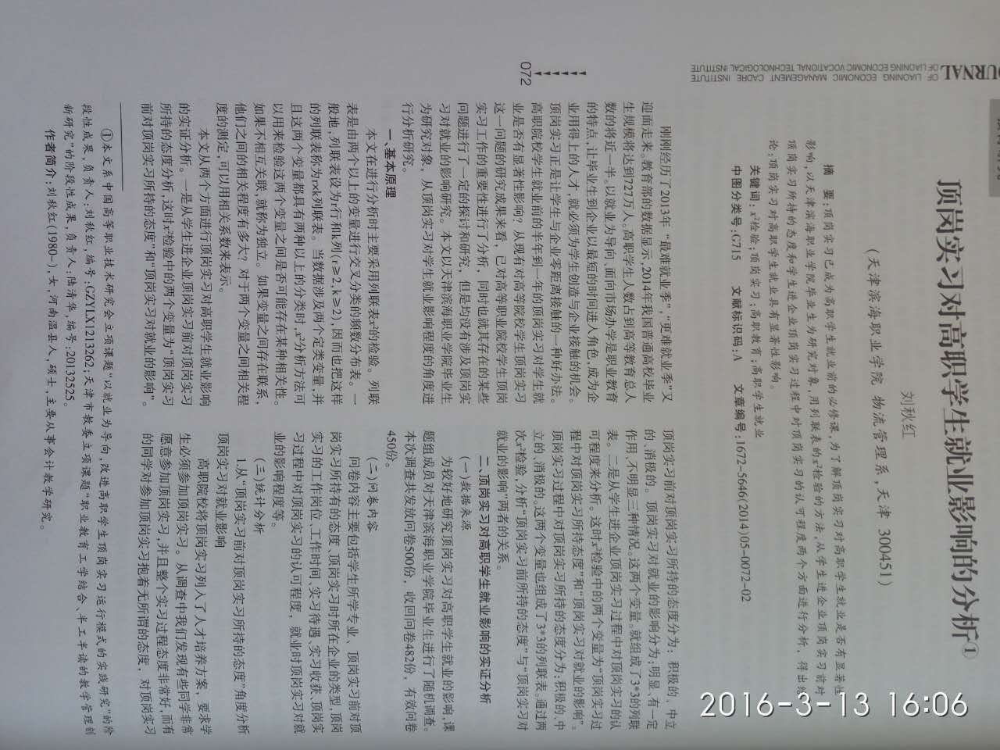 OURNAL
OF LIAONING ECONOMIC MANAGEMENT CADRE INSTITUTE
OF LIAONING ECONOMIC VOCATIONAL TECHNOLOGICAL INSTITUTE
顶岗实习对高职学生就业影响的分析①
刘秋红
(天津滨海职业学院 物流管理系,天津 300451)
摘 要:顶岗实习已成为高职学生就业前的必修课,为了解顶岗实习对高职学生就业是否有显著性
影响,以天津滨海职业学院毕业生为研究对象,用列联表的x²检验的方法,从学生进企业顶岗实习前对
顶岗实习所持的态度和学生进企业顶岗实习过程中对顶岗实习的认可程度两个方面进行分析,得出结
论:顶岗实习对高职学生就业具有显著性影响。
关键词:x²检验;顶岗实习;高职教育;高职学生就业
中图分类号:G715 文献标识码:A 文章编号:1672-5646(2014)05-0072-02
刚刚经历了2013年“最难就业季”,“更难就业季”又
迎面走来。教育部的数据显示,2014年我国普通高校毕业
生规模将达到727万人。高职学生人数占到高等教育总人
数的将近一半。以就业为导向、面向市场办学是职业教育
的特点,让毕业生到企业以最短的时间进入角色,成为企
业用得上的人才,就必须为学生创造与企业接触的机会。
顶岗实习正是让学生与企业零距离接触的一种好办法。
高职院校学生就业前的半年到一年的顶岗实习对学生就
业是否有显著性影响？从现有对高等院校学生顶岗实习
这一问题的研究成果来看，已对高等职业院校学生顶岗
实习工作的重要性进行了分析，同时也就其存在的某些
问题进行了一定的探讨和研究，但是均没有涉及顶岗实
习对就业的影响研究。本文以天津滨海职业学院毕业生
为研究对象，从顶岗实习对学生就业影响程度的角度进
行分析研究。
一、基本原理
本文在进行分析时主要采用列联表x²的检验。列联
表是由两个以上的变量进行交叉分类的频数分布表。一
般地,列联表设为r行和k列(r≥2,k≥2),因而也把这样
的列联表称为r×k列联表。当数据涉及两个定类变量,并
且这两个变量都具有两种以上的分类时,x²分析方法可
以用来检验这两个变量之间是否可能存在某种相关性。
如果不相互关联,就称为独立。如果变量之间存在联系,
他们之间的相关程度有多大？对于两个变量之间相关程
度的测定,可以用相关系数来表示。
本文从两个方面进行顶岗实习对高职学生就业影响
的实证分析。一是从学生进企业顶岗实习前对顶岗实习
所持的态度分析,这时x²检验中的两个变量为“顶岗实习
前对顶岗实习所持的态度”和“顶岗实习对就业的影响”。
顶岗实习前对顶岗实习所持的态度分为：积极的、中立
的、消极的。顶岗实习对就业的影响分为:明显、有一定
作用、不明显三种情况。这两个变量。就组成了3*3的列联
表。二是从学生进企业顶岗实习过程中对顶岗实习的认
可程度来分析。这时x²检验中的两个变量为“顶岗实习过
程中对顶岗实习所持态度”和“顶岗实习对就业的影响”。
顶岗实习过程中对顶岗实习所持的态度分为:积极的,中
立的、消极的。这两个变量也组成了3*3的列联表。通过两
次x²检验,分析“顶岗实习前所持的态度”与“顶岗实习对
就业的影响”两者的关系。
二、顶岗实习对高职学生就业影响的实证分析
(一)数据来源
为较好地研究顶岗实习对高职学生就业的影响,课
题组成员对天津滨海职业学院毕业生进行了随机调查。
本次调查共发放问卷500份，收回问卷482份，有效问卷
450份。
(二)问卷内容
问卷内容主要包括学生所学专业、顶岗实习前对顶
岗实习所持有的态度、顶岗实习时所在企业的类型,顶岗
实习的工作岗位、工作时间、实习待遇、实习收获、顶岗实
习过程中对顶岗实习的认可程度，就业时顶岗实习对就
业的影响程度等。
(三)统计分析
1.从“顶岗实习前对顶岗实习所持的态度”角度分析
顶岗实习对就业影响
高职院校将顶岗实习列入了人才培养方案，要求学
生必须参加顶岗实习。从调查中我们发现有些同学非常
愿意参加顶岗实习,并且整个实习过程态度非常好,而有
的同学对参加顶岗实习抱着无所谓的态度，对顶岗实习
①本文系中国高等职业技术研究会立项课题“以就业为导向,改进高职学生顶岗实习运行模式的实践研究”的阶
段性成果,负责人:刘秋红,编号:GZYLX1213262;天津市教委立项课题“职业教育工学结合、半工半读的教学管理创
新研究”的阶段性成果,负责人:陆清华,编号:20132525。
作者简介:刘秋红(1980-),女,河南温县人,硕士,主要从事会计教学研究。
072
2016-3-13 16:06